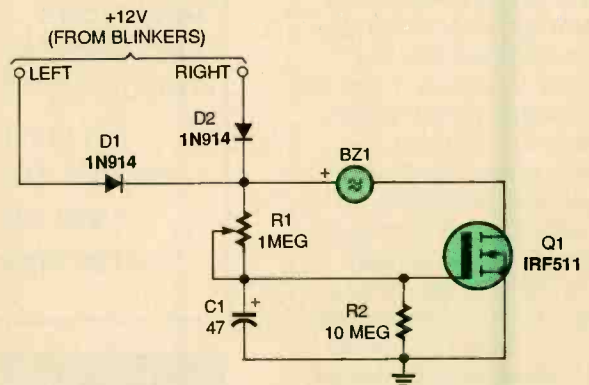 +12V
(FROM BLINKERS)
LEFT
RIGHT
D2
1N914
D1
1N914
BZ1
+
R1
1MEG
Q1
IRF511
C1
47
+
R2
10 MEG